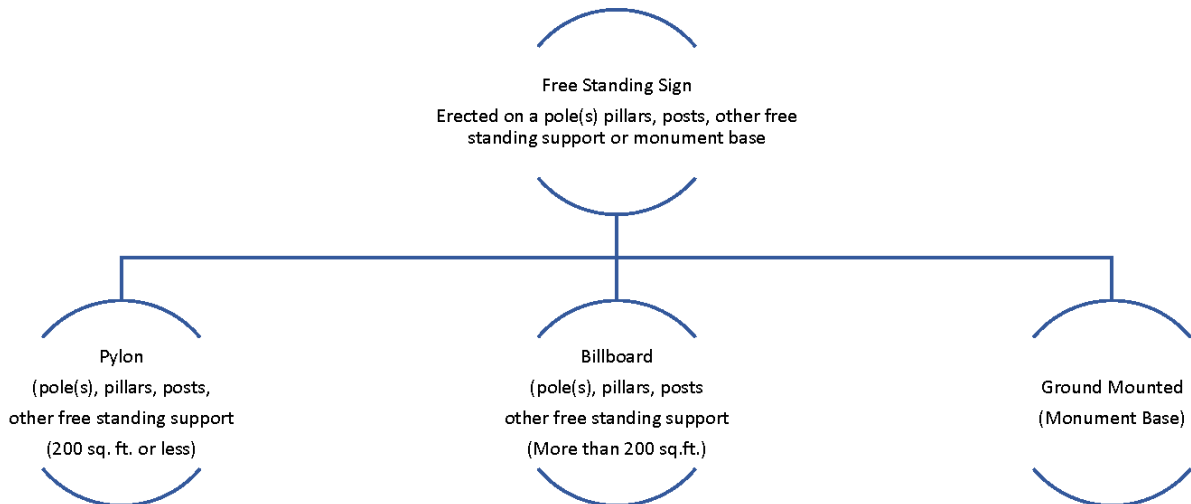 Free Standing Sign
Erected on a pole(s) pillars, posts, other free
standing support or monument base
Pylon
(pole(s), pillars, posts,
other free standing support
(200 sq. ft. or less)
Billboard
(pole(s), pillars, posts
other free standing support
(More than 200 sq.ft.)
Ground Mounted
(Monument Base)